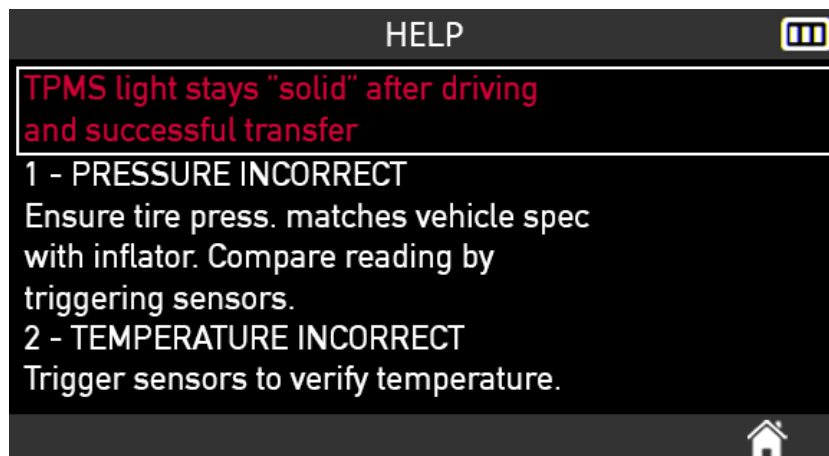 HELP
TPMS light stays "solid" after driving
and successful transfer
1 - PRESSURE INCORRECT
Ensure tire press. matches vehicle spec
with inflator. Compare reading by
triggering sensors.
2 - TEMPERATURE INCORRECT
Trigger sensors to verify temperature.